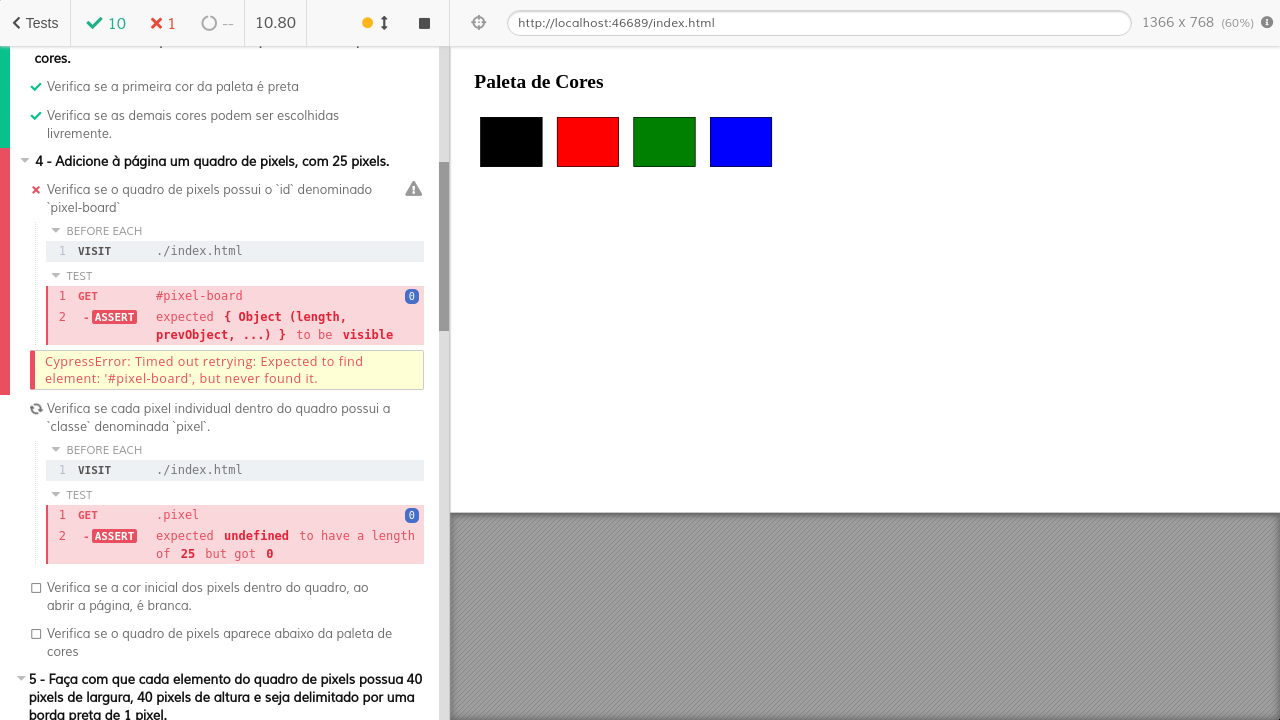 Tests
10
1
--
10.80
http://localhost:46689/index.html
1366 x 768 (60%)
cores.
Verifica se a primeira cor da paleta é preta
Verifica se as demais cores podem ser escolhidas
livremente.
4 - Adicione à página um quadro de pixels, com 25 pixels.
Verifica se o quadro de pixels possui o `id` denominado
`pixel-board`
BEFORE EACH
1 VISIT ./index.html
TEST
1 GET #pixel-board 0
2 - ASSERT expected { Object (length,
prevObject, ...) } to be visible
CypressError: Timed out retrying: Expected to find
element: '#pixel-board', but never found it.
Verifica se cada pixel individual dentro do quadro possui a
`classe` denominada `pixel`.
BEFORE EACH
1 VISIT ./index.html
TEST
1 GET .pixel 0
2 - ASSERT expected undefined to have a length
of 25 but got 0
Verifica se a cor inicial dos pixels dentro do quadro, ao
abrir a página, é branca.
Verifica se o quadro de pixels aparece abaixo da paleta de
cores
5 - Faça com que cada elemento do quadro de pixels possua 40
pixels de largura, 40 pixels de altura e seja delimitado por uma
borda preta de 1 pixel.
Paleta de Cores